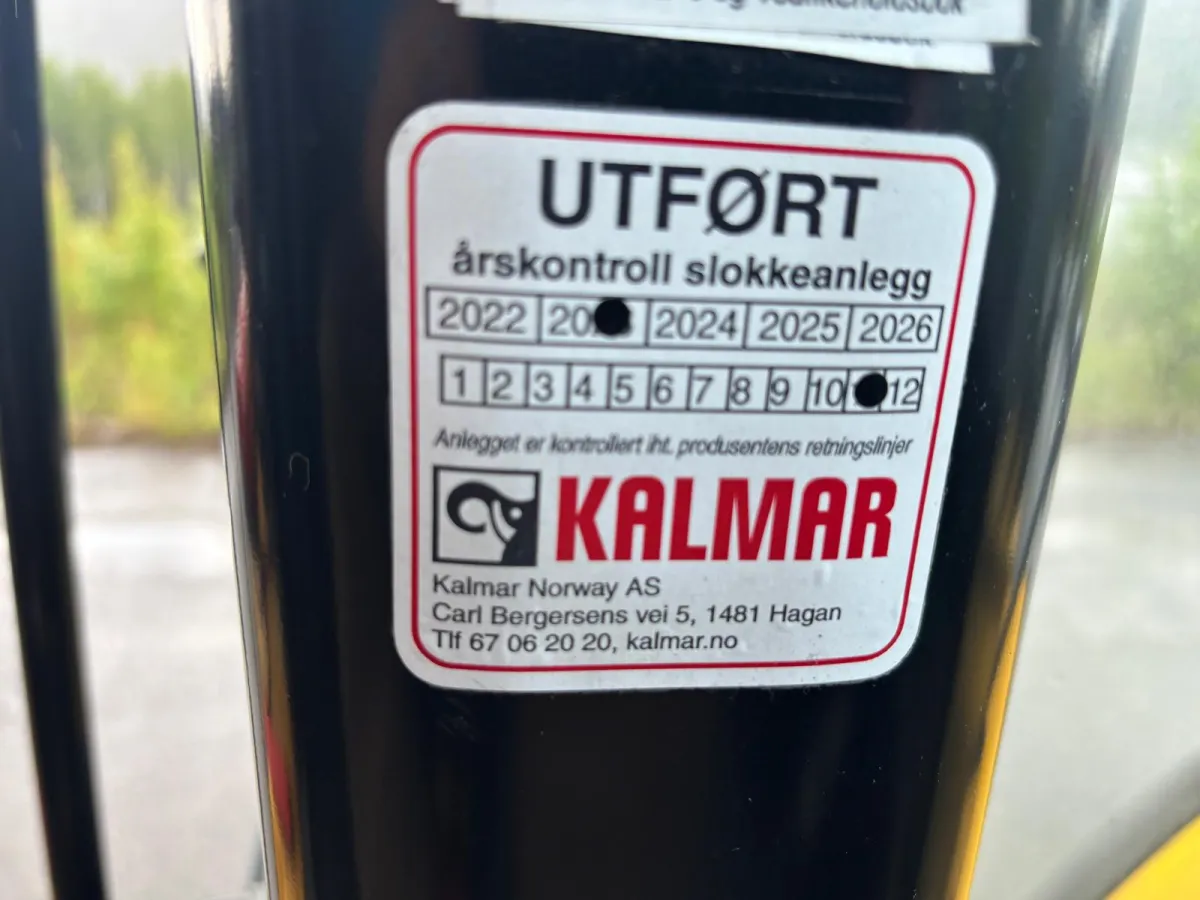 UTFØRT
årskontroll slokkeanlegg
2022 20 2024 2025 2026
1 2 3 4 5 6 7 8 9 10 12
Anlegget er kontrollert iht. produsentens retningslinjer
KALMAR
Kalmar Norway AS
Carl Bergersens vei 5, 1481 Hagan
Tlf 67 06 20 20, kalmar.no